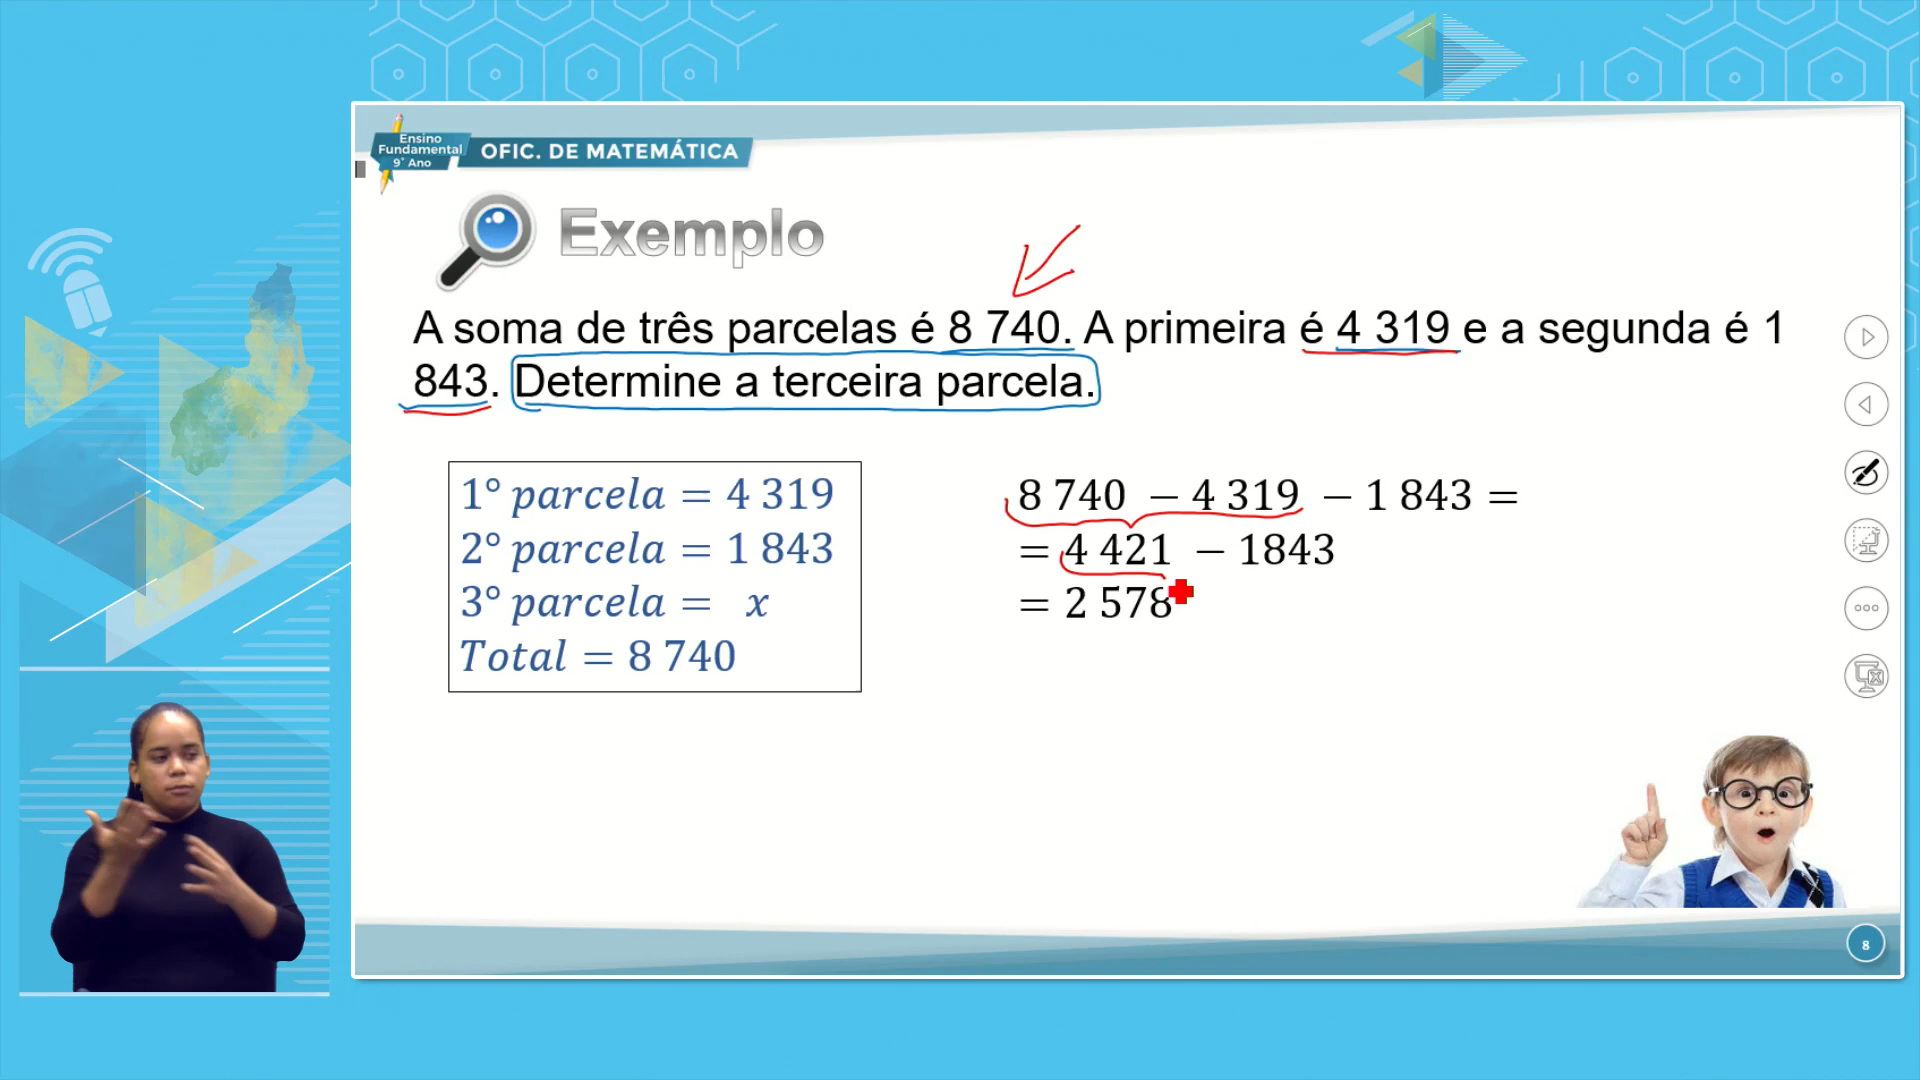 Ensino
Fundamental
9° Ano
OFIC. DE MATEMÁTICA
Exemplo
A soma de três parcelas é 8 740. A primeira é 4 319 e a segunda é 1
843. Determine a terceira parcela.
1° parcela = 4 319
2° parcela = 1 843
3° parcela = x
Total = 8 740
8 740 − 4 319 − 1 843 =
= 4 421 − 1843
= 2 578
8